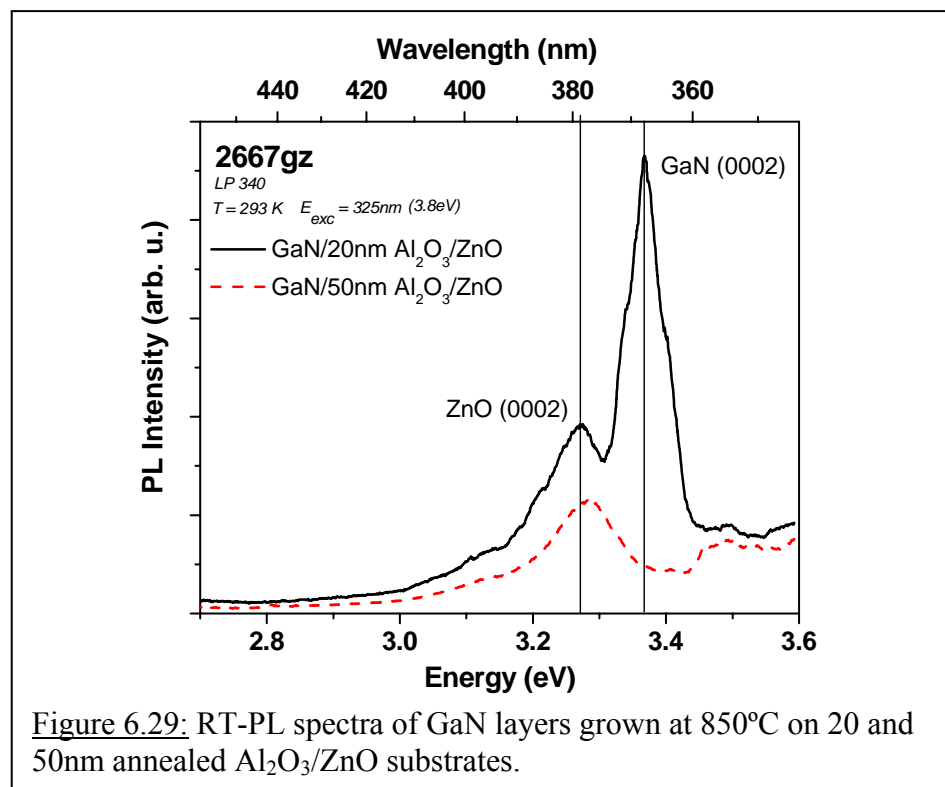 Wavelength (nm)
440 420 400 380 360
2667gz
LP 340
T = 293 K E_exc = 325nm (3.8eV)
GaN/20nm Al₂O₃/ZnO
GaN/50nm Al₂O₃/ZnO
GaN (0002)
ZnO (0002)
PL Intensity (arb. u.)
2.8 3.0 3.2 3.4 3.6
Energy (eV)
Figure 6.29: RT-PL spectra of GaN layers grown at 850ºC on 20 and
50nm annealed Al₂O₃/ZnO substrates.